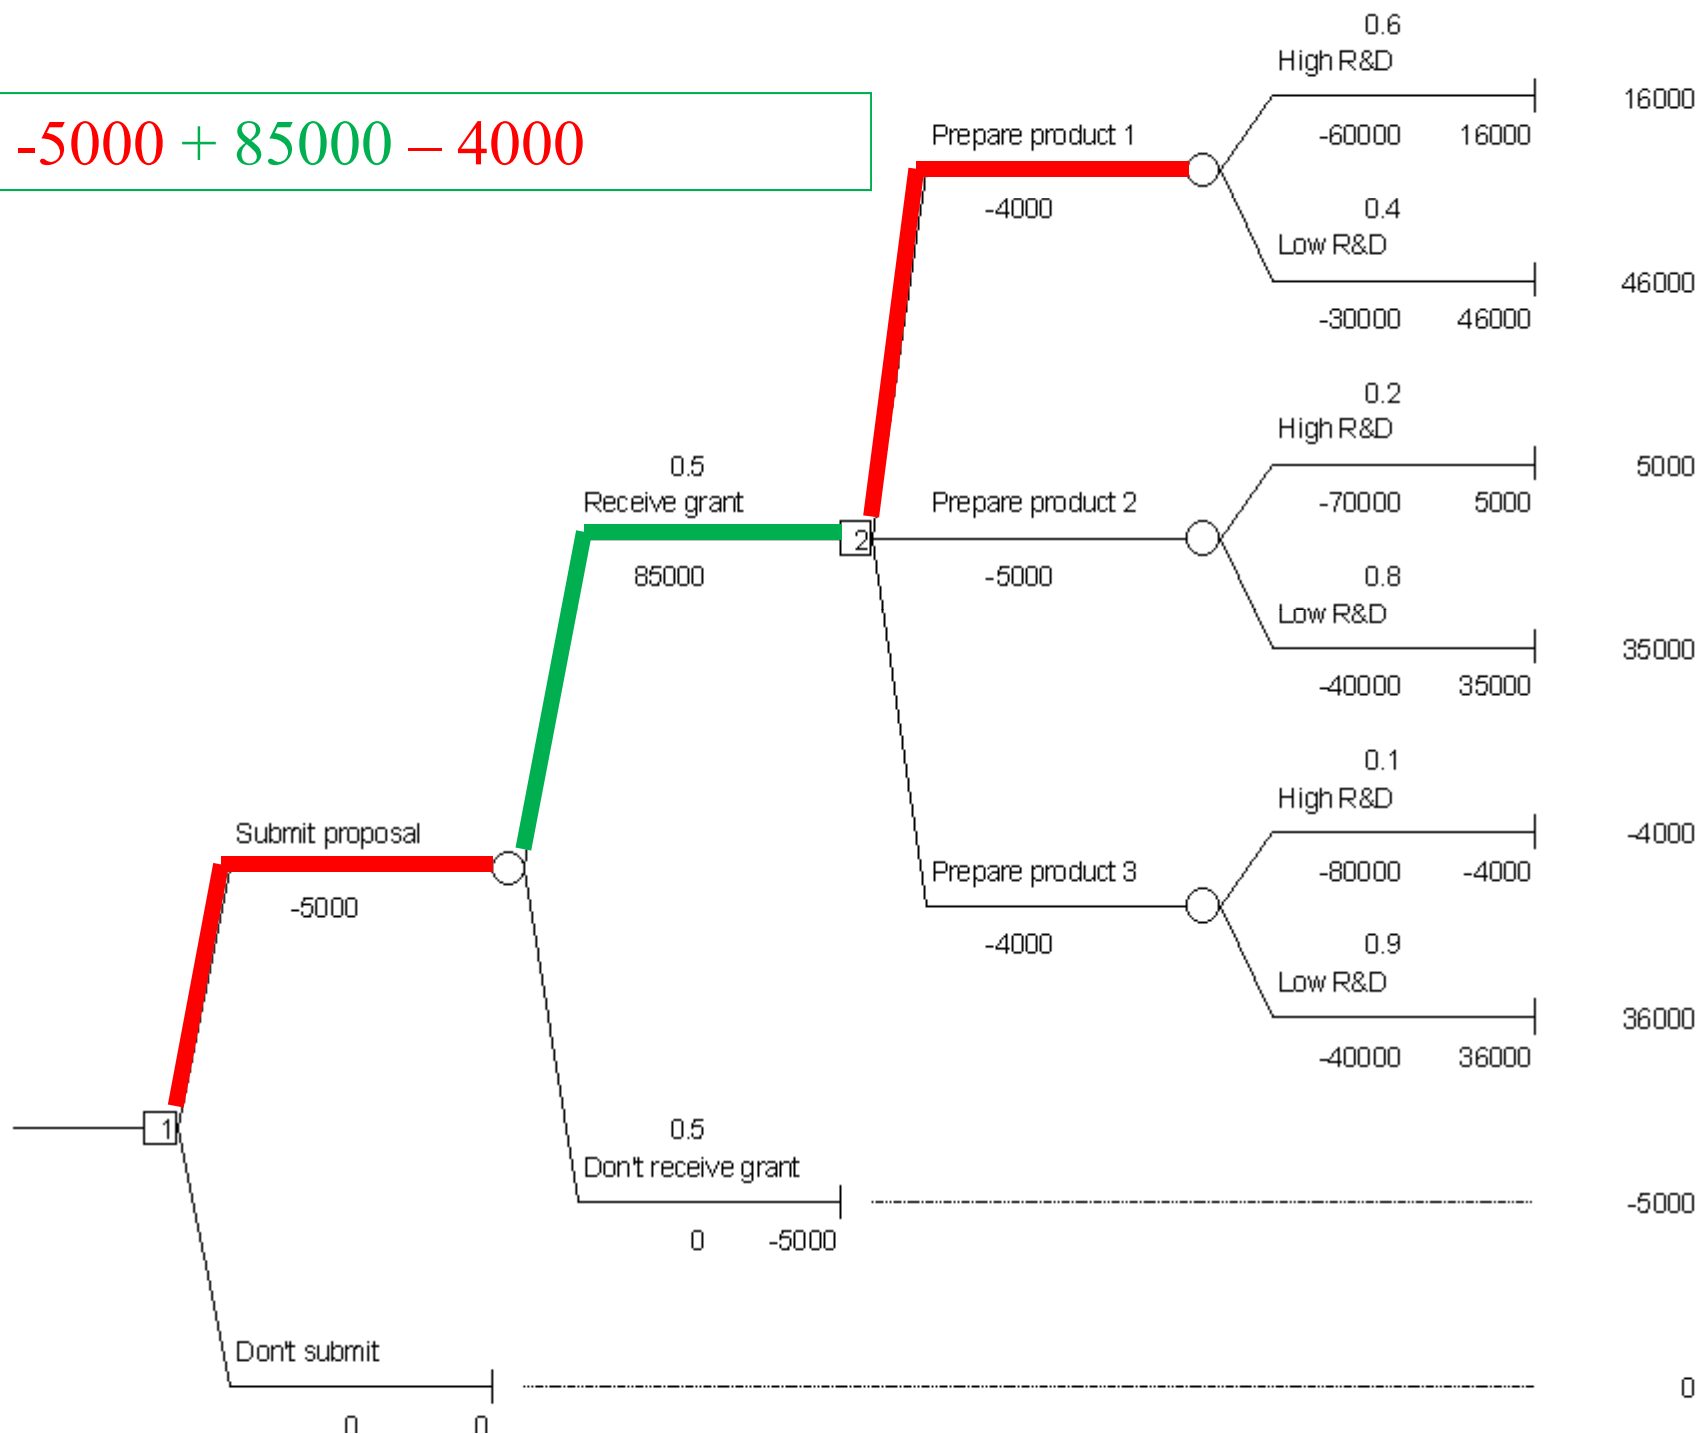 0.6
High R&D
16000
-60000 16000
-5000 + 85000 – 4000
Prepare product 1
-4000
0.4
Low R&D
46000
-30000 46000
0.2
High R&D
5000
-70000 5000
0.5
Receive grant
85000
2
Prepare product 2
-5000
0.8
Low R&D
35000
-40000 35000
0.1
High R&D
-4000
-80000 -4000
Submit proposal
-5000
Prepare product 3
-4000
0.9
Low R&D
36000
-40000 36000
1
0.5
Don't receive grant
-5000
0 -5000
Don't submit
0
0 0